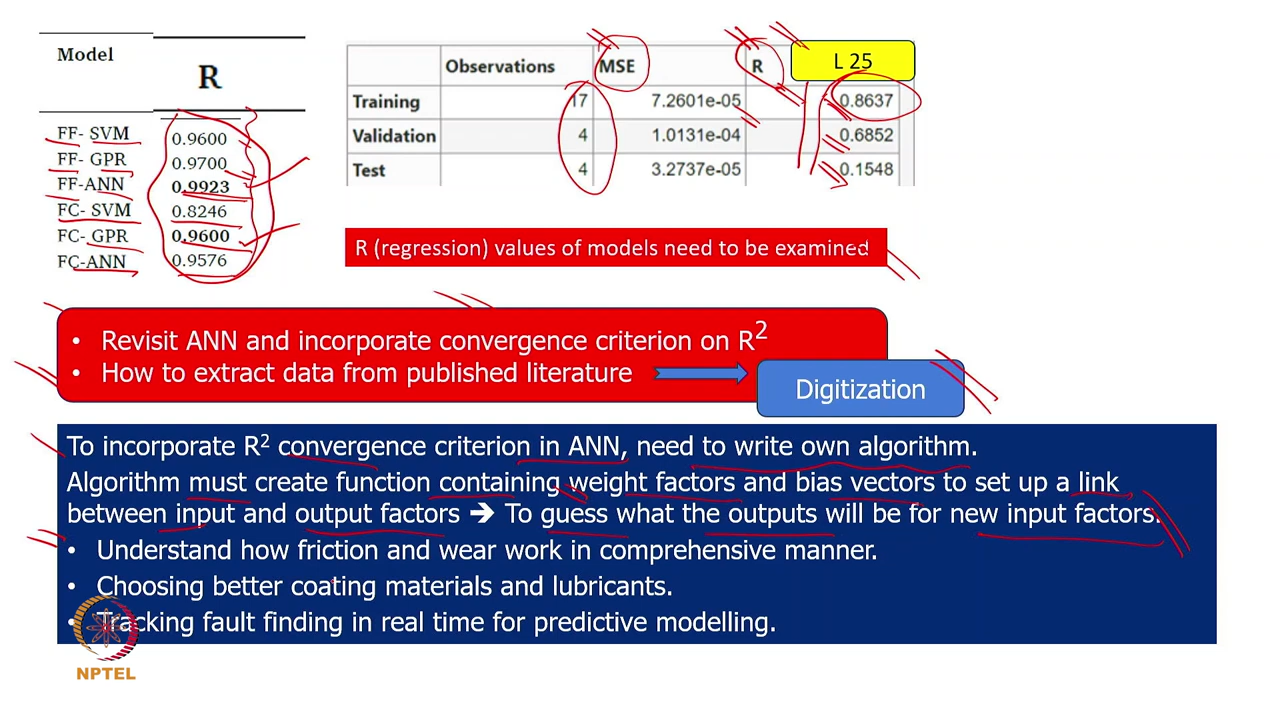 Model R
FF- SVM 0.9600
FF- GPR 0.9700
FF-ANN 0.9923
FC- SVM 0.8246
FC- GPR 0.9600
FC-ANN 0.9576
Observations MSE R
L 25
Training 17 7.2601e-05 0.8637
Validation 4 1.0131e-04 0.6852
Test 4 3.2737e-05 0.1548
R (regression) values of models need to be examined
• Revisit ANN and incorporate convergence criterion on R²
• How to extract data from published literature
Digitization
To incorporate R² convergence criterion in ANN, need to write own algorithm.
Algorithm must create function containing weight factors and bias vectors to set up a link
between input and output factors ➔ To guess what the outputs will be for new input factors.
• Understand how friction and wear work in comprehensive manner.
• Choosing better coating materials and lubricants.
• Tracking fault finding in real time for predictive modelling.
NPTEL